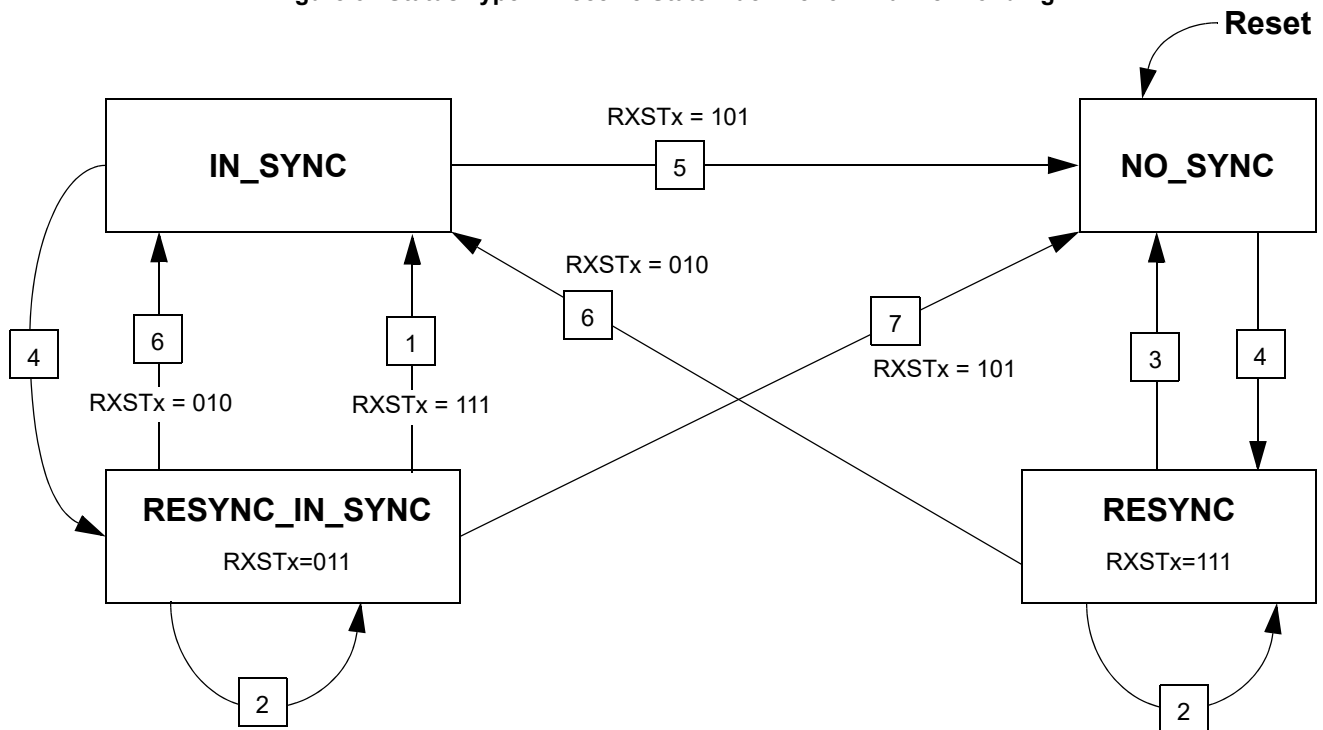 Reset
RXSTx = 101
IN_SYNC
5
NO_SYNC
RXSTx = 010
6
7
4
6
1
3
4
RXSTx = 101
RXSTx = 010
RXSTx = 111
RESYNC_IN_SYNC
RXSTx=011
RESYNC
RXSTx=111
2
2